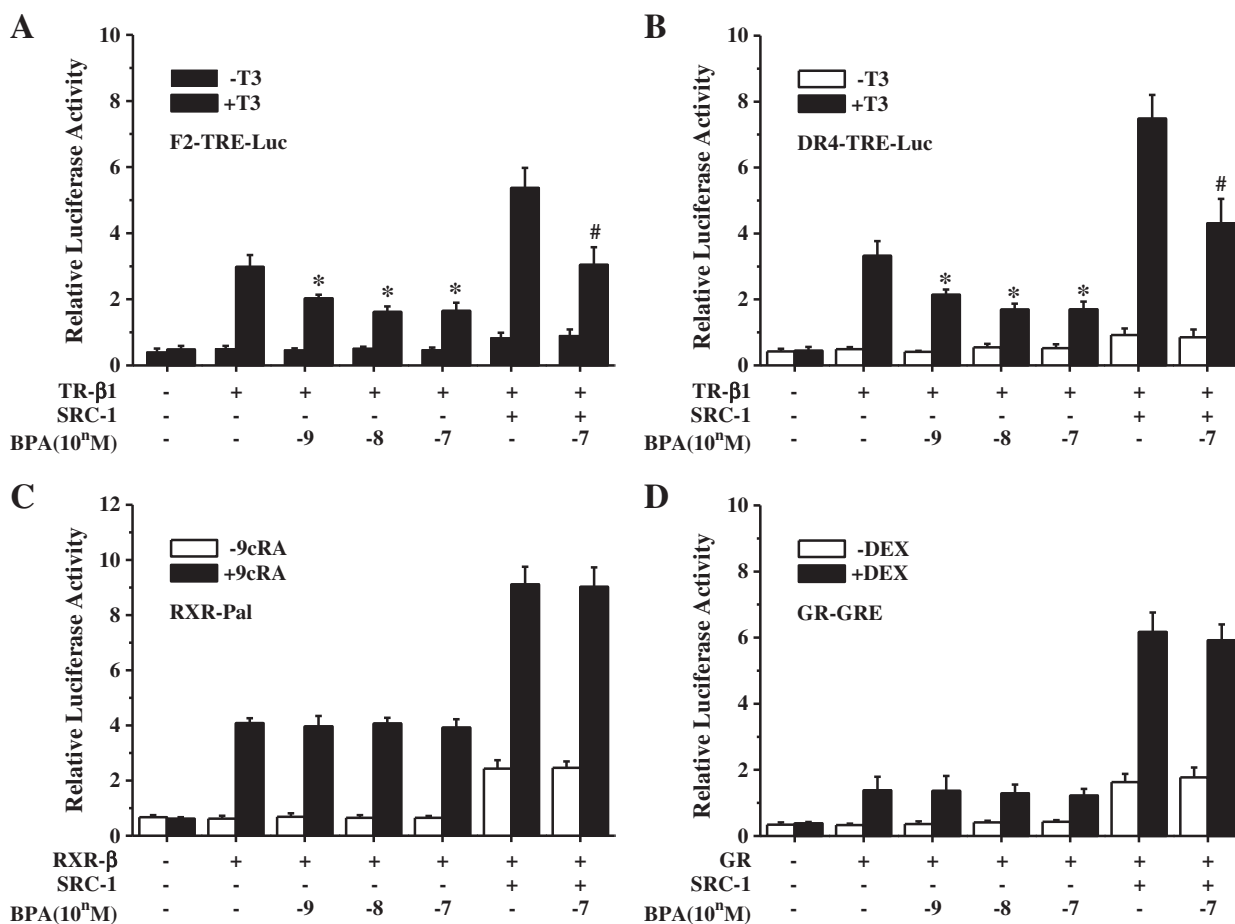 A
Relative Luciferase Activity
10
8
6
4
2
0
-T3
+T3
F2-TRE-Luc
* * * #
TR-β1 - + + + + + +
SRC-1 - - - - - + +
BPA(10ⁿM) - - -9 -8 -7 - -7
B
Relative Luciferase Activity
10
8
6
4
2
0
-T3
+T3
DR4-TRE-Luc
* * * #
TR-β1 - + + + + + +
SRC-1 - - - - - + +
BPA(10ⁿM) - - -9 -8 -7 - -7
C
Relative Luciferase Activity
12
10
8
6
4
2
0
-9cRA
+9cRA
RXR-Pal
RXR-β - + + + + + +
SRC-1 - - - - - + +
BPA(10ⁿM) - - -9 -8 -7 - -7
D
Relative Luciferase Activity
10
8
6
4
2
0
-DEX
+DEX
GR-GRE
GR - + + + + + +
SRC-1 - - - - - + +
BPA(10ⁿM) - - -9 -8 -7 - -7